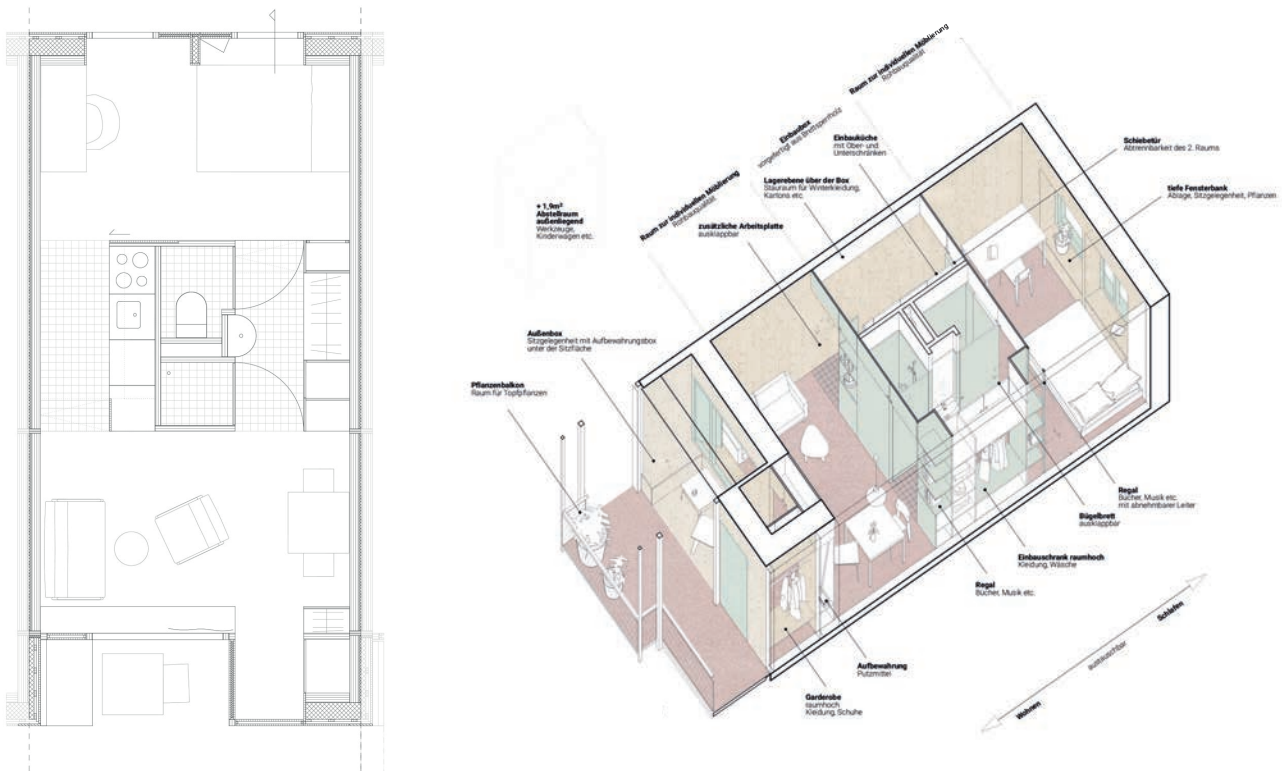 Raum zur individuellen Möblierung
Rohbauqualität
Einbaubox
vorgefertigt aus Brettsperrholz
Raum zur individuellen Möblierung
Rohbauqualität
Einbauküche
mit Ober- und
Unterschränken
Schiebetür
Abtrennbarkeit des 2. Raums
Lagerebene über der Box
Stauraum für Winterkleidung,
Kartons etc.
tiefe Fensterbank
Ablage, Sitzgelegenheit, Pflanzen
+ 1,9m²
Abstellraum
außenliegend
Werkzeuge,
Kinderwagen etc.
zusätzliche Arbeitsplatte
ausklappbar
Außenbox
Sitzgelegenheit mit Aufbewahrungsbox
unter der Sitzfläche
Pflanzenbalkon
Raum für Topfpflanzen
Regal
Bücher, Musik etc.
mit abnehmbarer Leiter
Bügelbrett
ausklappbar
Einbauschrank raumhoch
Kleidung, Wäsche
Regal
Bücher, Musik etc.
Aufbewahrung
Putzmittel
Garderobe
raumhoch
Kleidung, Schuhe
Schlafen
austauschbar
Wohnen